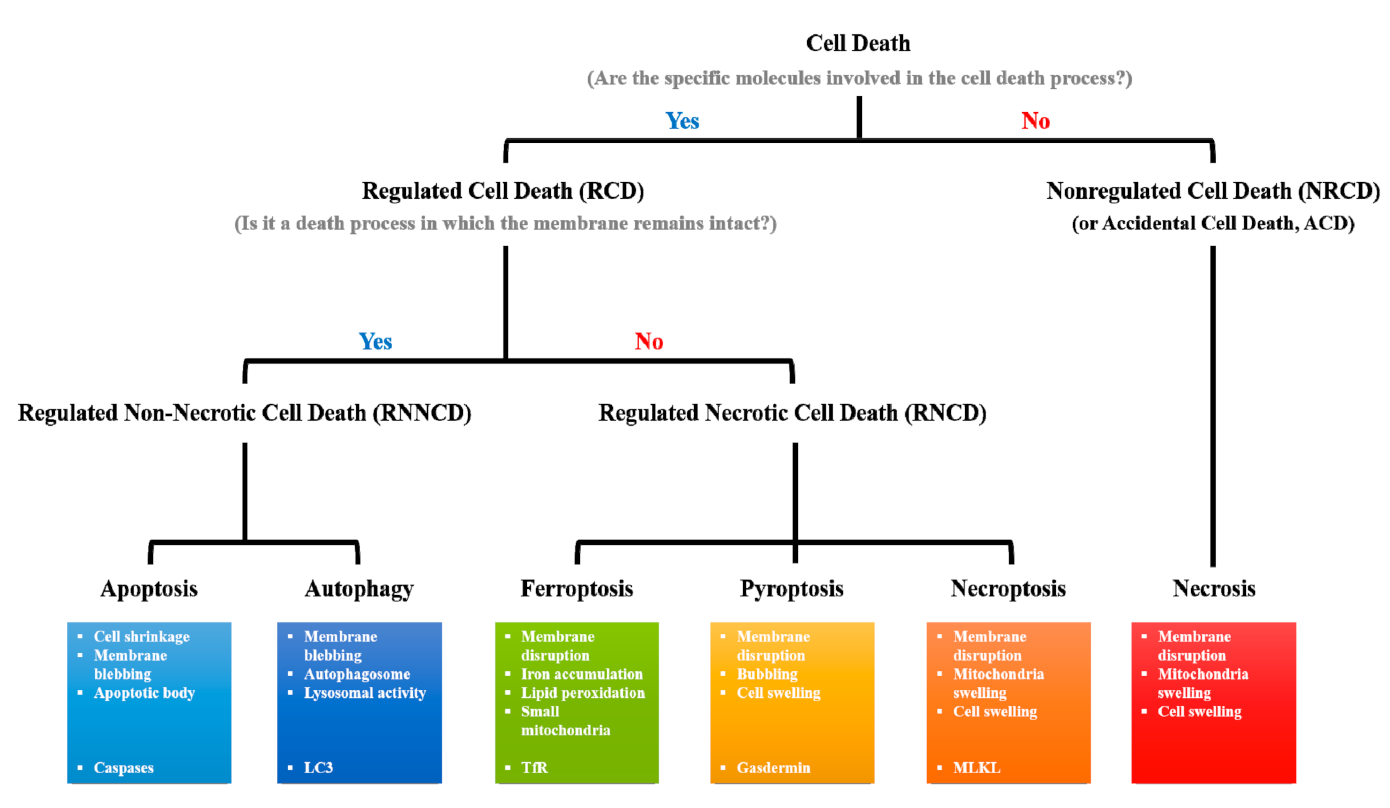 Cell Death
(Are the specific molecules involved in the cell death process?)
Yes
No
Regulated Cell Death (RCD)
(Is it a death process in which the membrane remains intact?)
Nonregulated Cell Death (NRCD)
(or Accidental Cell Death, ACD)
Yes
No
Regulated Non-Necrotic Cell Death (RNNCD)
Regulated Necrotic Cell Death (RNCD)
Apoptosis
▪ Cell shrinkage
▪ Membrane
blebbing
▪ Apoptotic body
▪ Caspases
Autophagy
▪ Membrane
blebbing
▪ Autophagosome
▪ Lysosomal activity
▪ LC3
Ferroptosis
▪ Membrane
disruption
▪ Iron accumulation
▪ Lipid peroxidation
▪ Small
mitochondria
▪ TfR
Pyroptosis
▪ Membrane
disruption
▪ Bubbling
▪ Cell swelling
▪ Gasdermin
Necroptosis
▪ Membrane
disruption
▪ Mitochondria
swelling
▪ Cell swelling
▪ MLKL
Necrosis
▪ Membrane
disruption
▪ Mitochondria
swelling
▪ Cell swelling